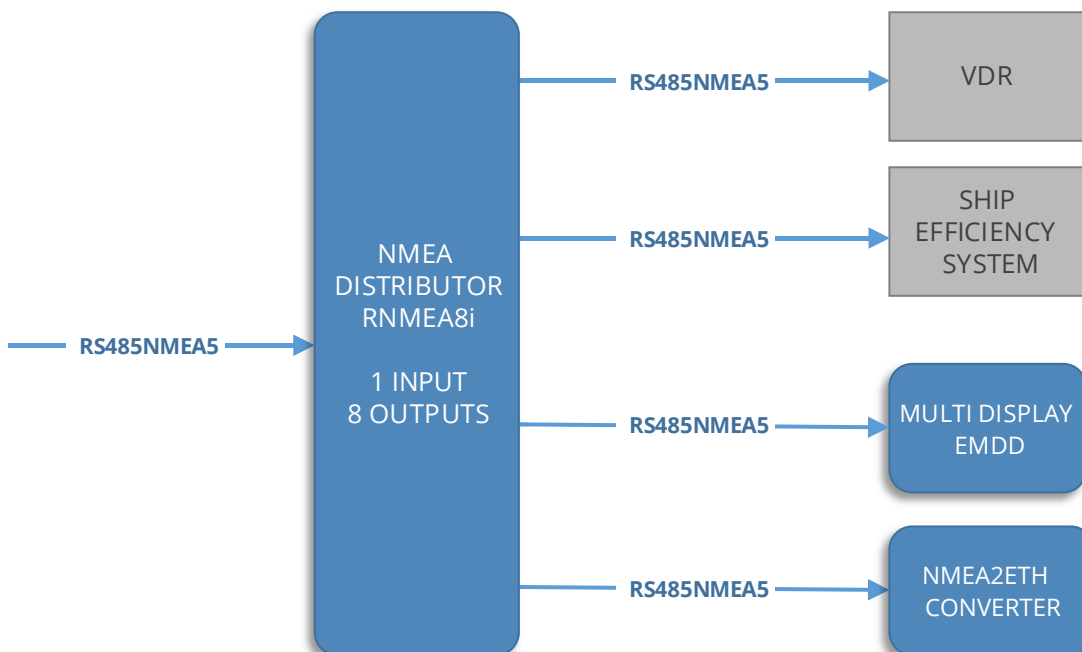 RS485NMEA5
NMEA
DISTRIBUTOR
RNMEA8i
1 INPUT
8 OUTPUTS
RS485NMEA5
VDR
RS485NMEA5
SHIP
EFFICIENCY
SYSTEM
RS485NMEA5
MULTI DISPLAY
EMDD
RS485NMEA5
NMEA2ETH
CONVERTER